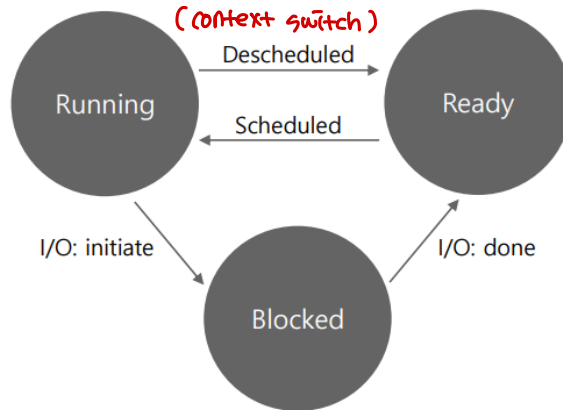 (context switch)
Descheduled
Running
Ready
Scheduled
I/O: initiate
I/O: done
Blocked